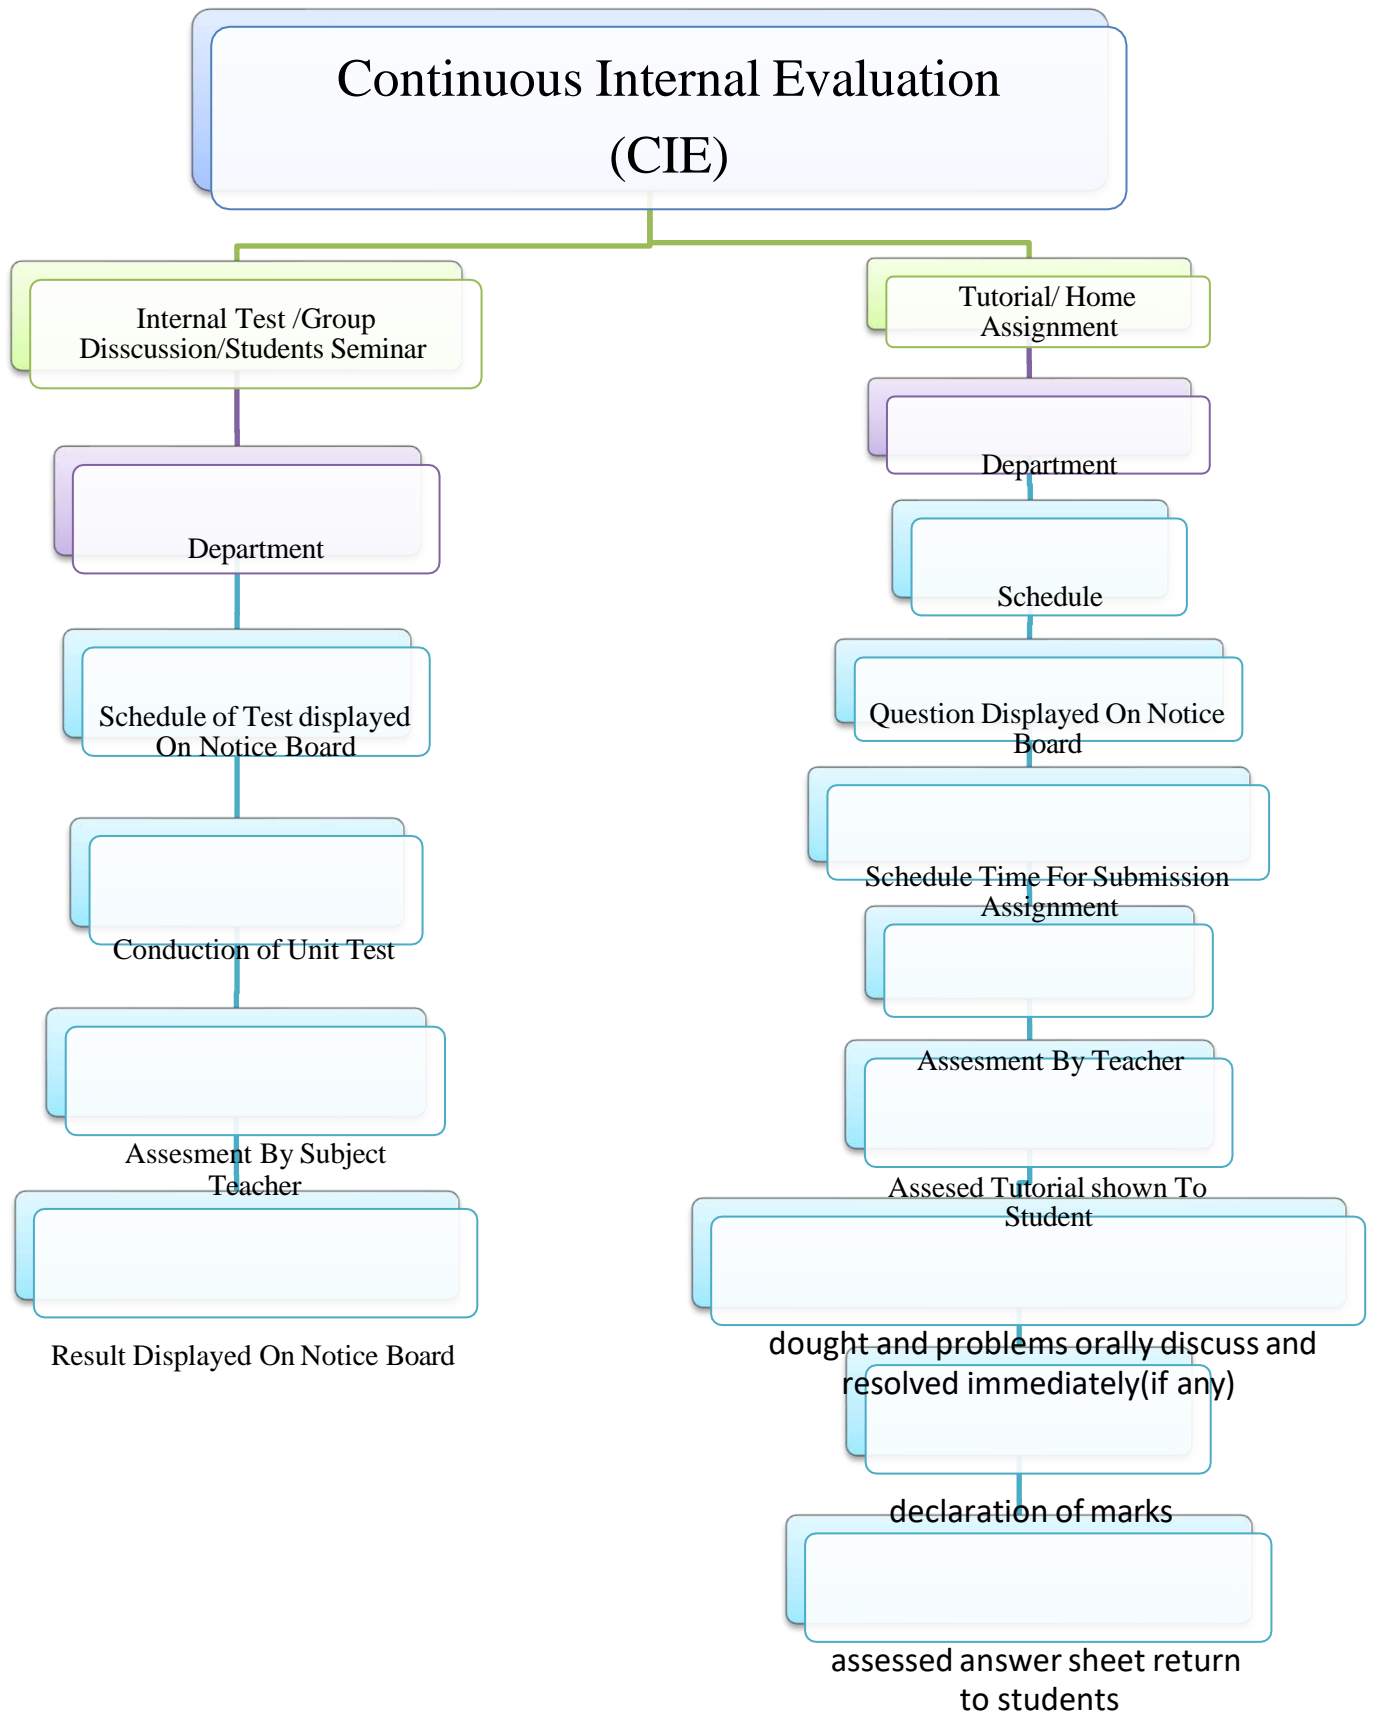 Continuous Internal Evaluation
(CIE)
Internal Test /Group
Disscussion/Students Seminar
Department
Schedule of Test displayed
On Notice Board
Conduction of Unit Test
Assesment By Subject
Teacher
Result Displayed On Notice Board
Tutorial/ Home
Assignment
Department
Schedule
Question Displayed On Notice
Board
Schedule Time For Submission
Assignment
Assesment By Teacher
Assesed Tutorial shown To
Student
dought and problems orally discuss and
resolved immediately(if any)
declaration of marks
assessed answer sheet return
to students